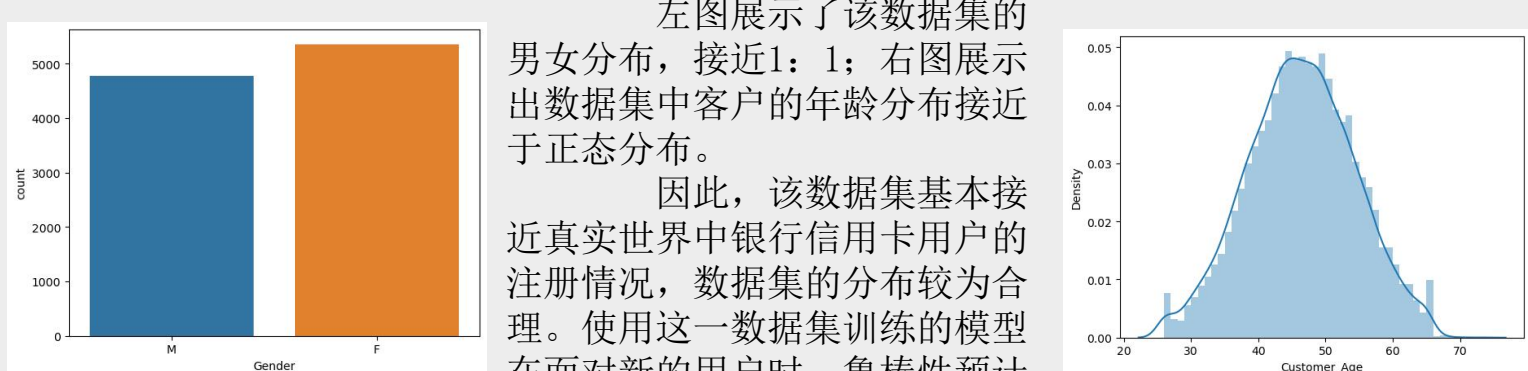 5000
4000
3000
2000
1000
0
count
M F
Gender
左图展示了该数据集的
男女分布，接近1：1；右图展示
出数据集中客户的年龄分布接近
于正态分布。
因此，该数据集基本接
近真实世界中银行信用卡用户的
注册情况，数据集的分布较为合
理。使用这一数据集训练的模型
在面对新的用户时，鲁棒性预计
0.05
0.04
0.03
0.02
0.01
0.00
Density
20 30 40 50 60 70
Customer_Age